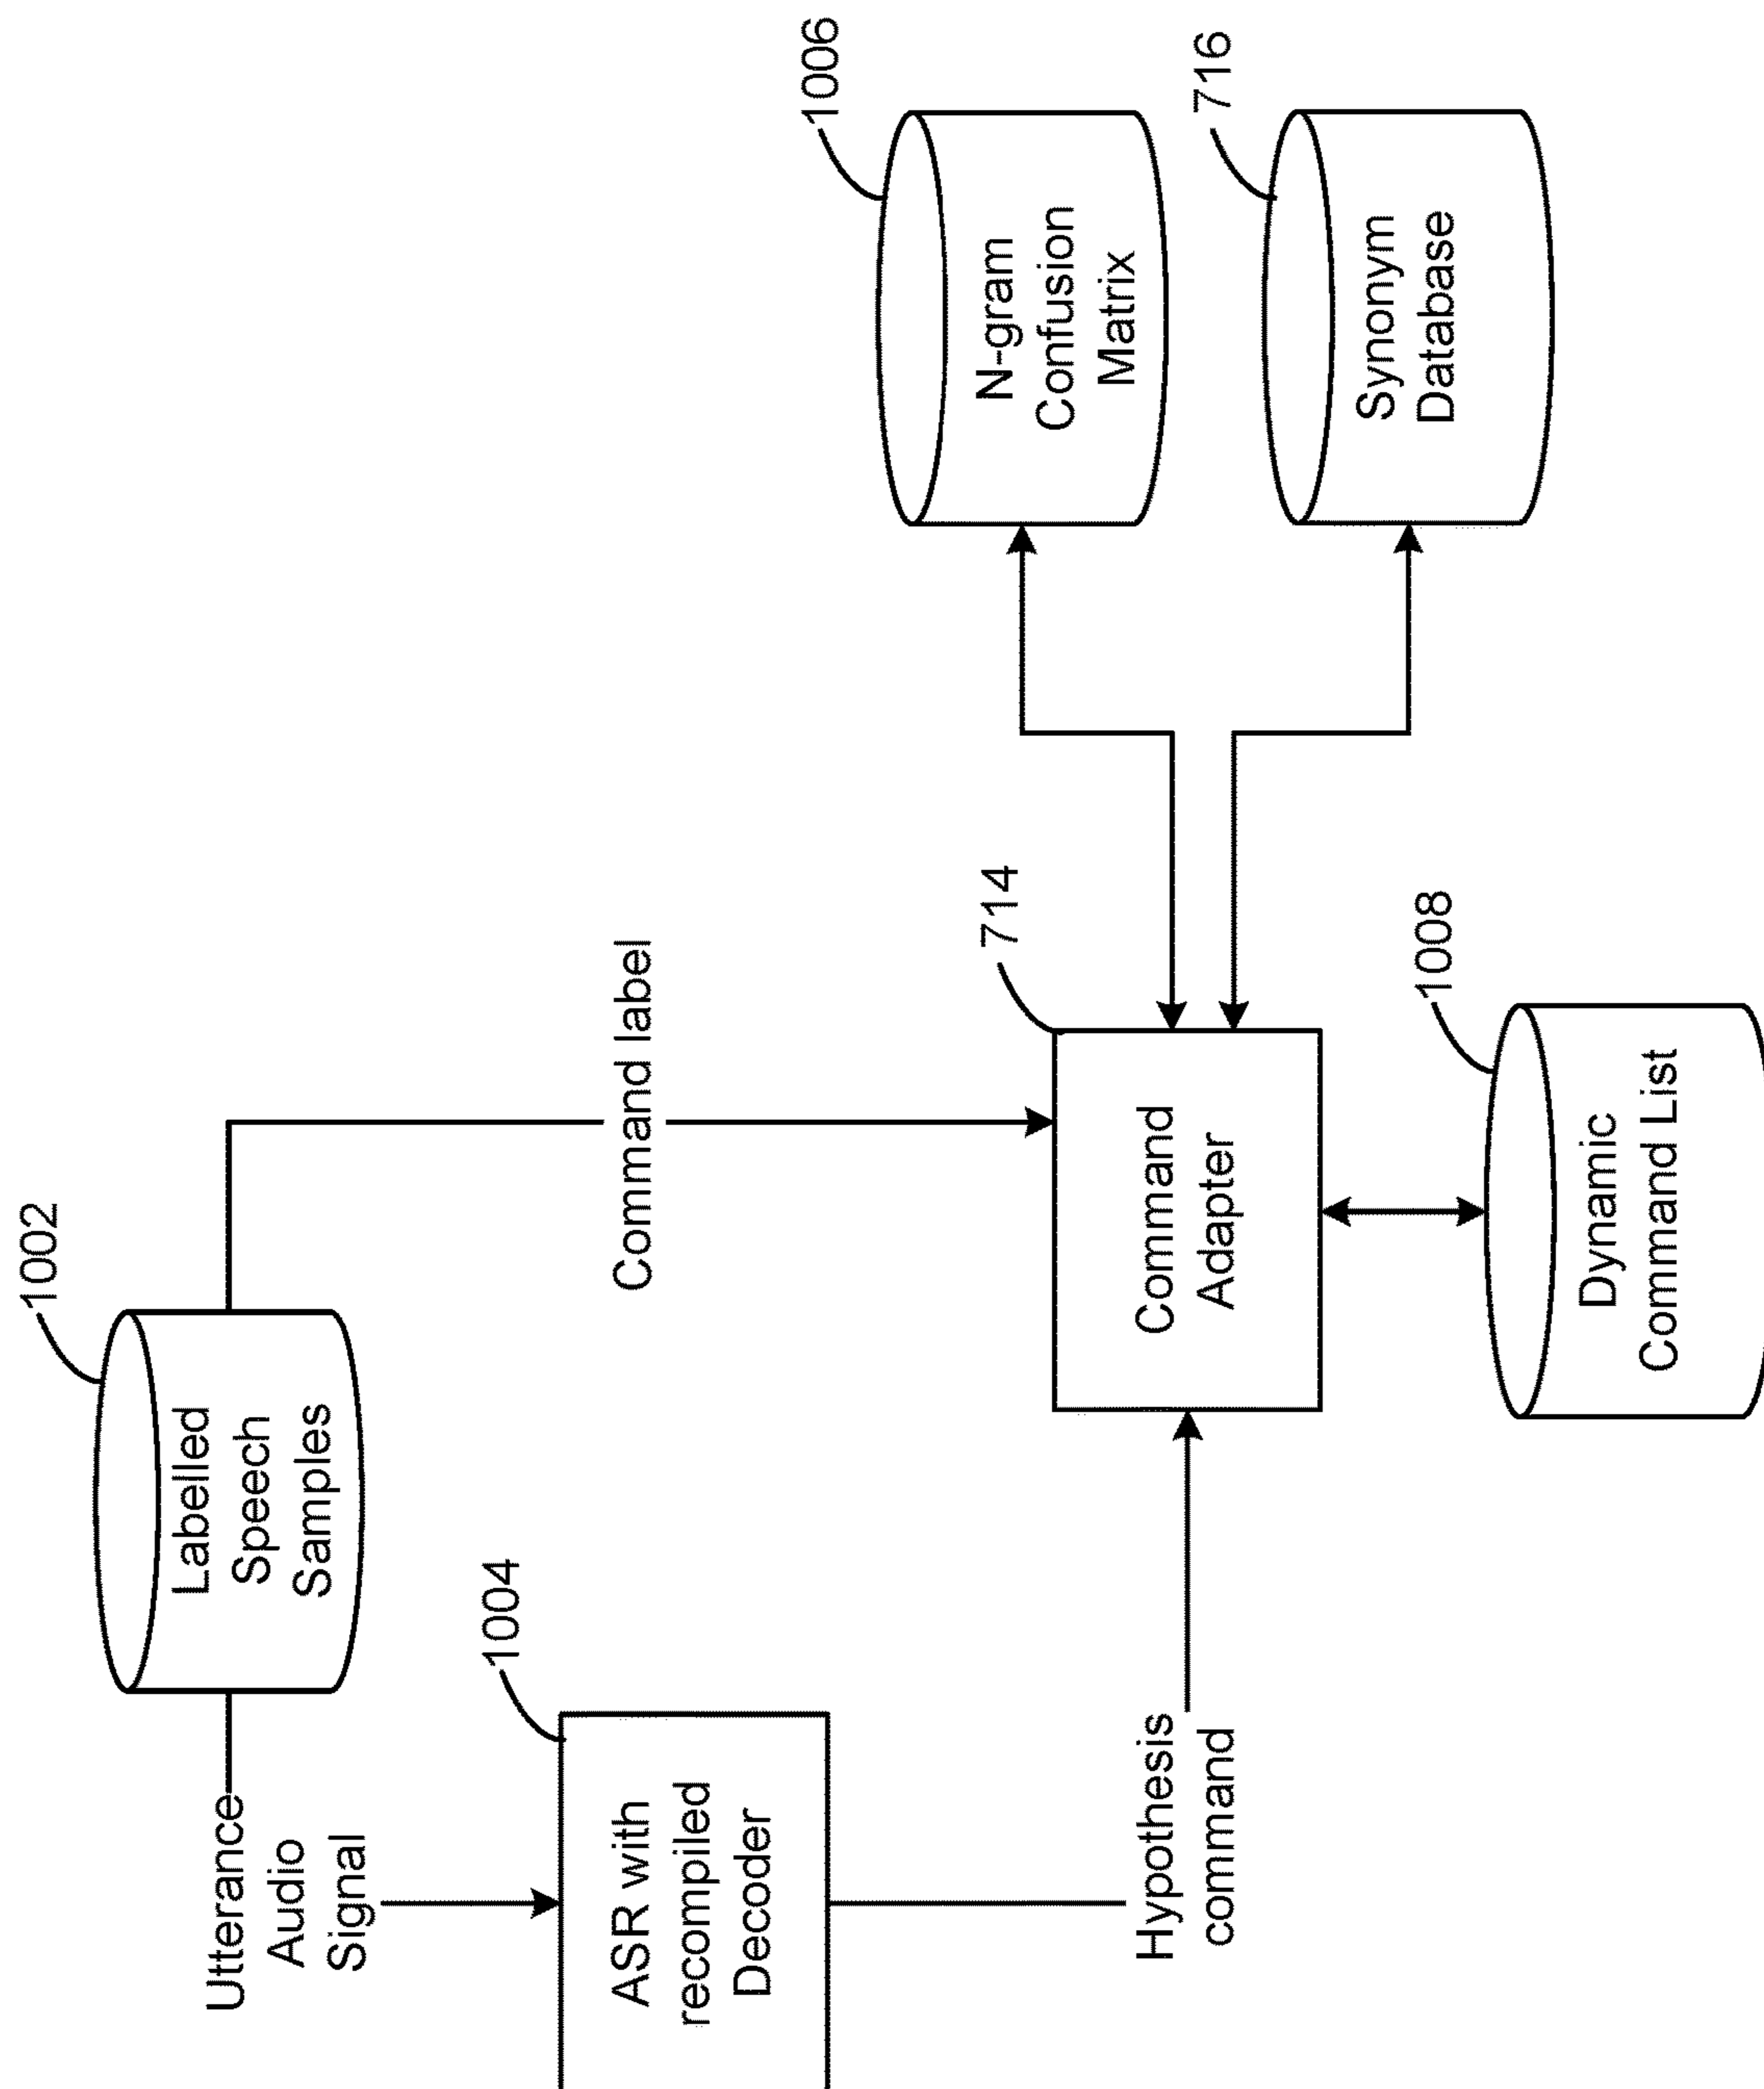 1002
Labelled
Speech
Samples
Utterance
Audio
Signal
1004
ASR with
recompiled
Decoder
Command label
Hypothesis
command
714
Command
Adapter
1006
N-gram
Confusion
Matrix
716
Synonym
Database
1008
Dynamic
Command List